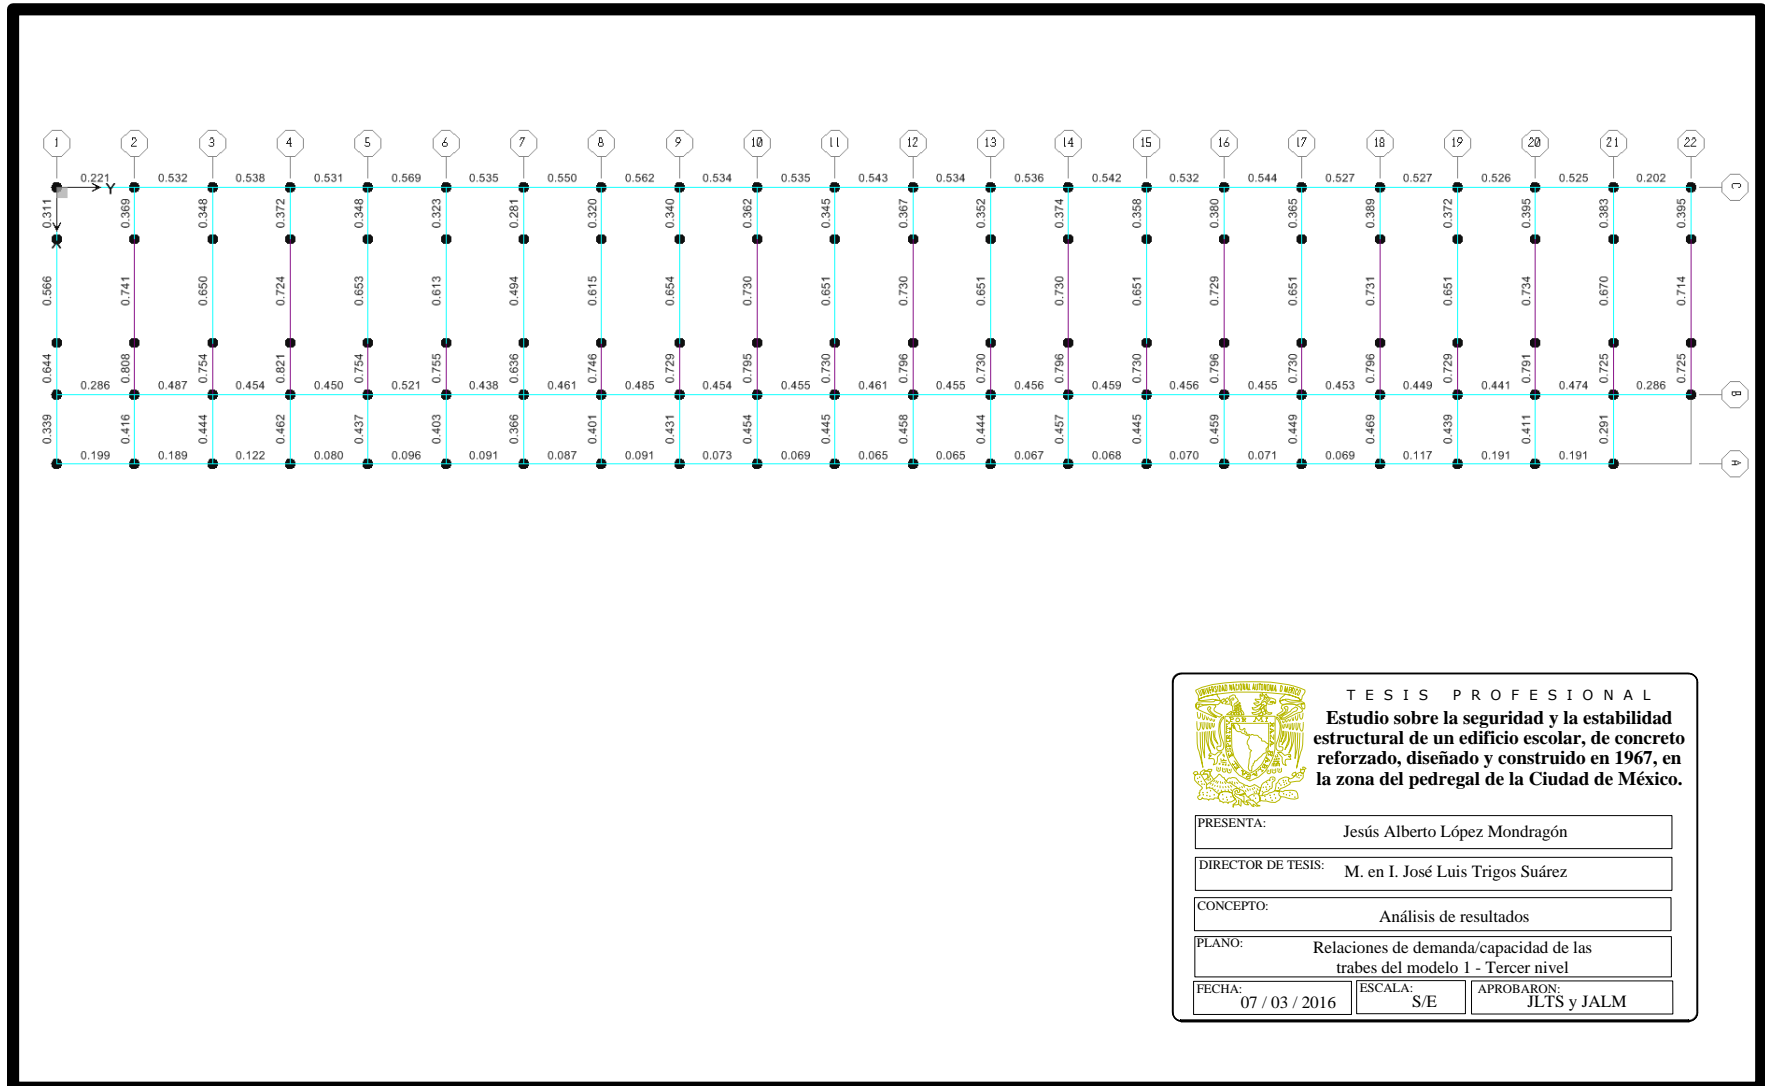 1 2 3 4 5 6 7 8 9 10 11 12 13 14 15 16 17 18 19 20 21 22
0.221 0.532 0.538 0.531 0.569 0.535 0.550 0.562 0.534 0.535 0.543 0.534 0.536 0.542 0.532 0.544 0.527 0.527 0.526 0.525 0.202
Y C
0.311 0.369 0.348 0.372 0.348 0.323 0.281 0.320 0.340 0.362 0.345 0.367 0.352 0.374 0.358 0.380 0.365 0.389 0.372 0.395 0.383 0.395
X
0.566 0.741 0.650 0.724 0.653 0.613 0.494 0.615 0.654 0.730 0.651 0.730 0.651 0.730 0.651 0.729 0.651 0.731 0.651 0.734 0.670 0.714
0.644 0.808 0.754 0.821 0.754 0.755 0.636 0.746 0.729 0.795 0.730 0.796 0.730 0.796 0.730 0.796 0.730 0.796 0.729 0.791 0.725 0.725
0.286 0.487 0.454 0.450 0.521 0.438 0.461 0.485 0.454 0.455 0.461 0.455 0.456 0.459 0.456 0.455 0.453 0.449 0.441 0.474 0.286
B
0.339 0.416 0.444 0.462 0.437 0.403 0.366 0.401 0.431 0.454 0.445 0.458 0.444 0.457 0.445 0.459 0.449 0.469 0.439 0.411 0.291
0.199 0.189 0.122 0.080 0.096 0.091 0.087 0.091 0.073 0.069 0.065 0.065 0.067 0.068 0.070 0.071 0.069 0.117 0.191 0.191
A
TESIS PROFESIONAL
Estudio sobre la seguridad y la estabilidad
estructural de un edificio escolar, de concreto
reforzado, diseñado y construido en 1967, en
la zona del pedregal de la Ciudad de México.
PRESENTA: Jesús Alberto López Mondragón
DIRECTOR DE TESIS: M. en I. José Luis Trigos Suárez
CONCEPTO: Análisis de resultados
PLANO: Relaciones de demanda/capacidad de las
trabes del modelo 1 - Tercer nivel
FECHA: 07 / 03 / 2016 ESCALA: S/E APROBARON: JLTS y JALM